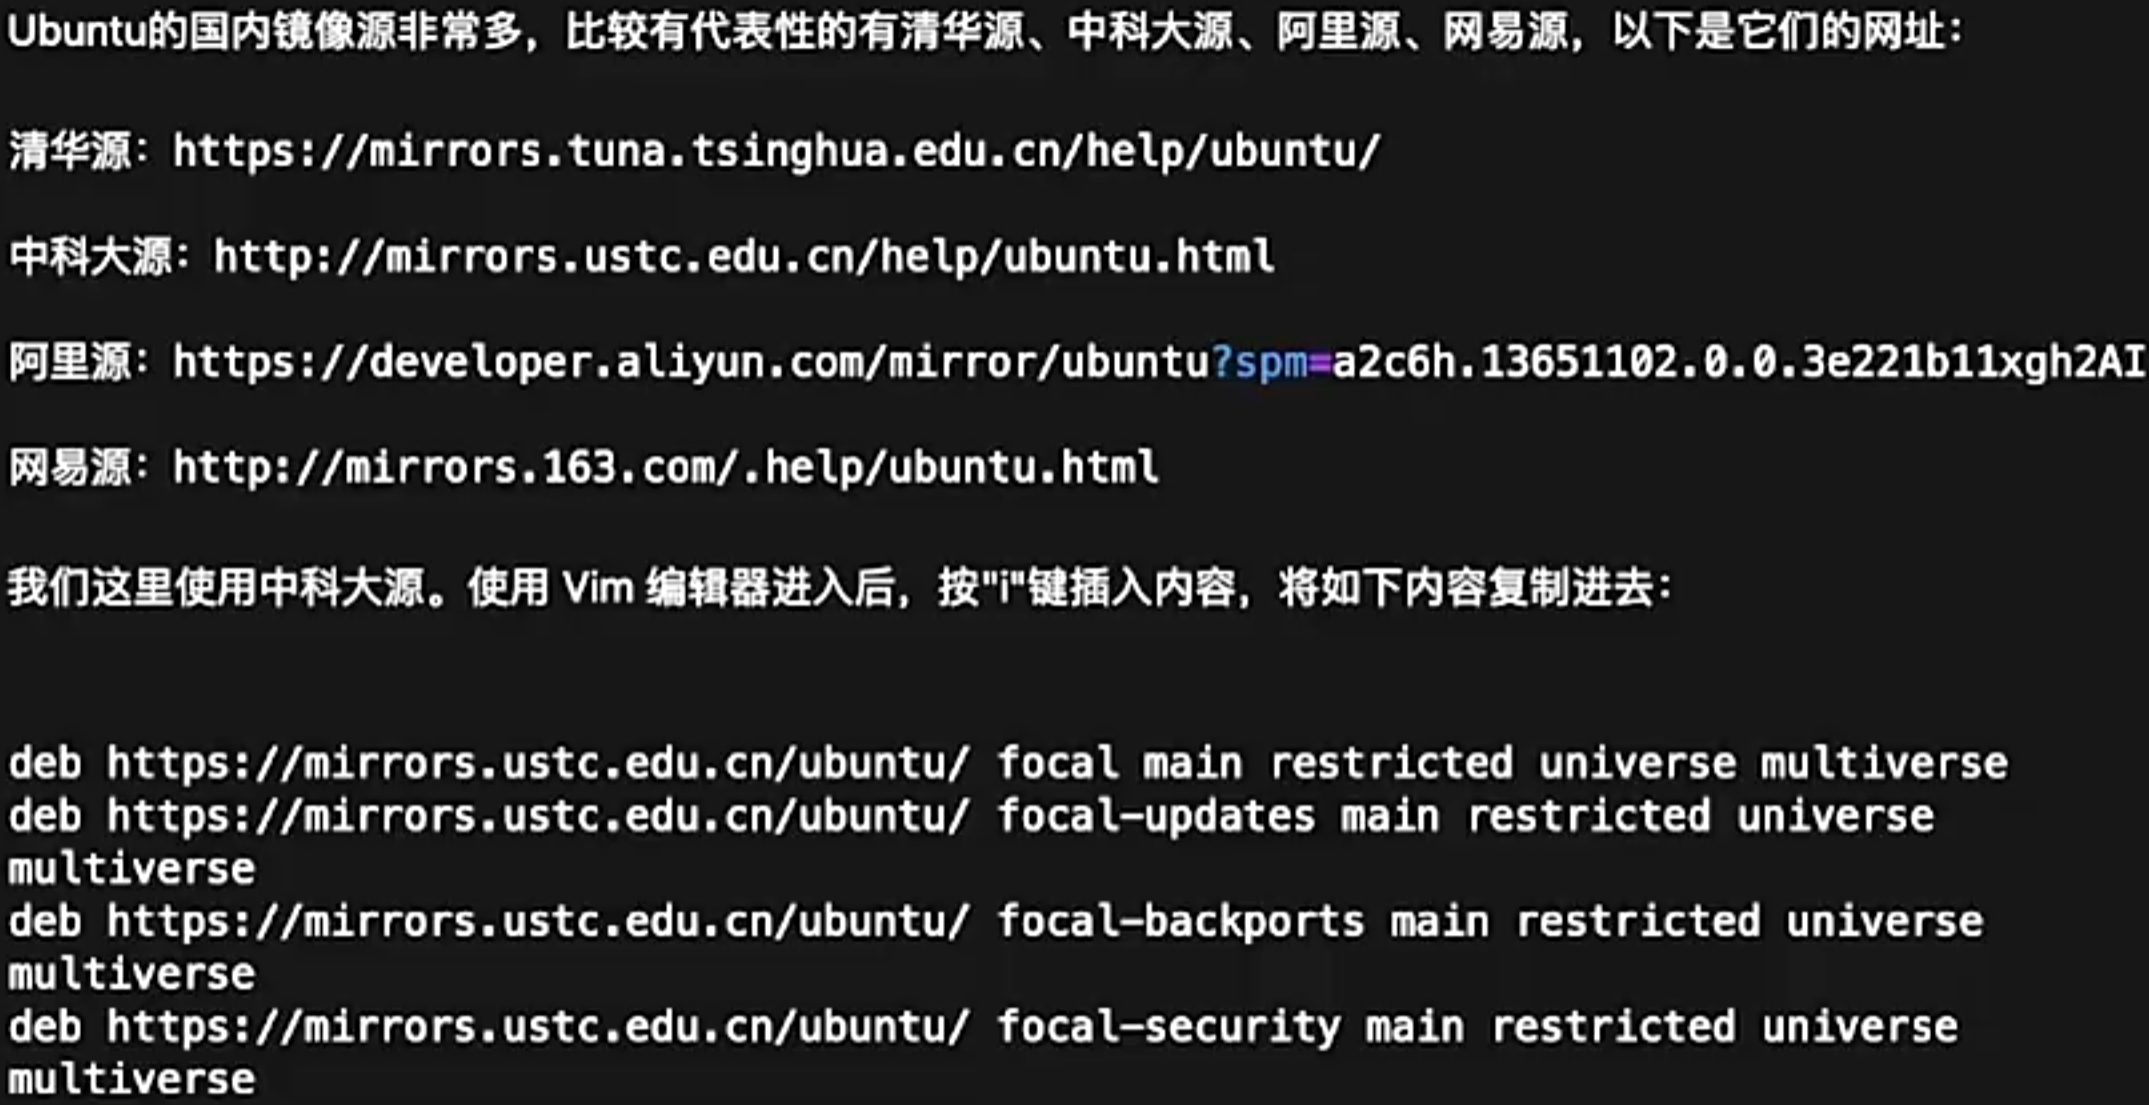 Ubuntu的国内镜像源非常多，比较有代表性的有清华源、中科大源、阿里源、网易源，以下是它们的网址：
清华源：https://mirrors.tuna.tsinghua.edu.cn/help/ubuntu/
中科大源：http://mirrors.ustc.edu.cn/help/ubuntu.html
阿里源：https://developer.aliyun.com/mirror/ubuntu?spm=a2c6h.13651102.0.0.3e221b11xgh2AI
网易源：http://mirrors.163.com/.help/ubuntu.html
我们这里使用中科大源。使用 Vim 编辑器进入后，按"i"键插入内容，将如下内容复制进去：
deb https://mirrors.ustc.edu.cn/ubuntu/ focal main restricted universe multiverse
deb https://mirrors.ustc.edu.cn/ubuntu/ focal-updates main restricted universe
multiverse
deb https://mirrors.ustc.edu.cn/ubuntu/ focal-backports main restricted universe
multiverse
deb https://mirrors.ustc.edu.cn/ubuntu/ focal-security main restricted universe
multiverse